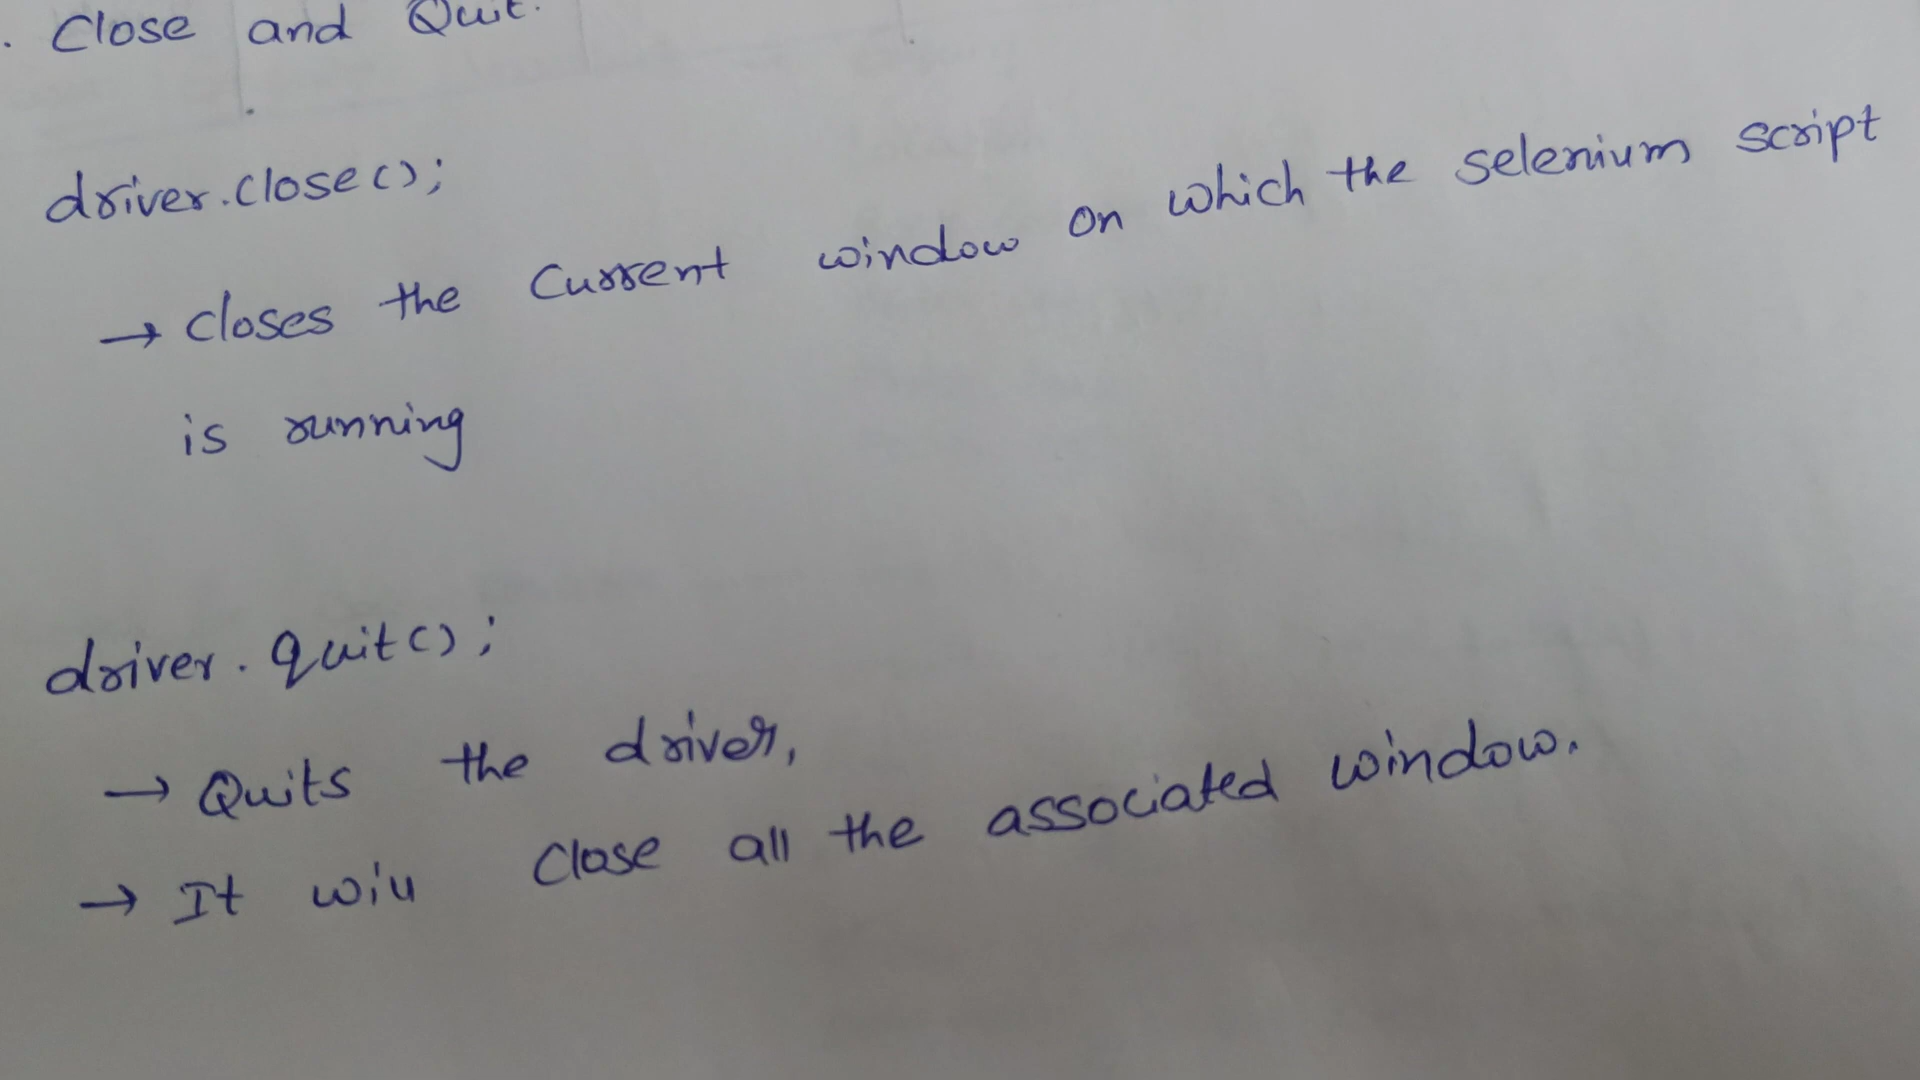 . Close and Quit.
driver.close();
→ closes the Current window on which the selenium script
is running
driver.quit();
→ Quits the driver,
→ It will Close all the associated window.